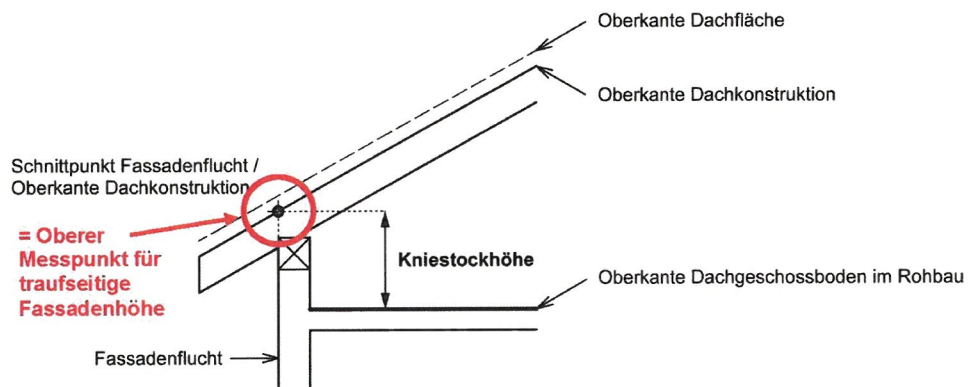 Oberkante Dachfläche
Oberkante Dachkonstruktion
Schnittpunkt Fassadenflucht /
Oberkante Dachkonstruktion
= Oberer
Messpunkt für
traufseitige
Fassadenhöhe
Kniestockhöhe
Oberkante Dachgeschossboden im Rohbau
Fassadenflucht